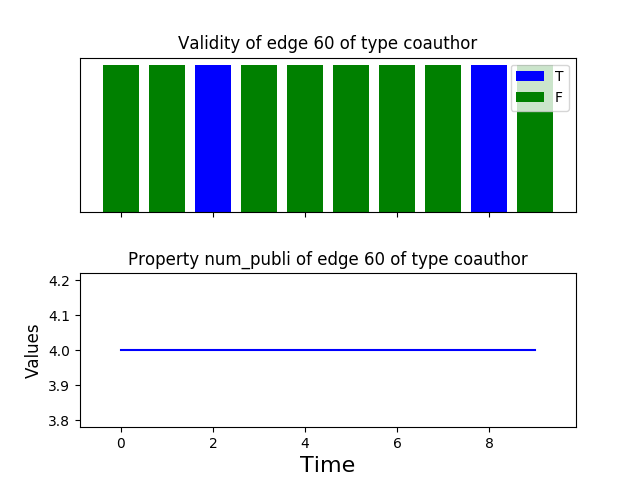 Validity of edge 60 of type coauthor
T
F
Property num_publi of edge 60 of type coauthor
4.2
4.1
4.0
3.9
3.8
Values
0 2 4 6 8
Time